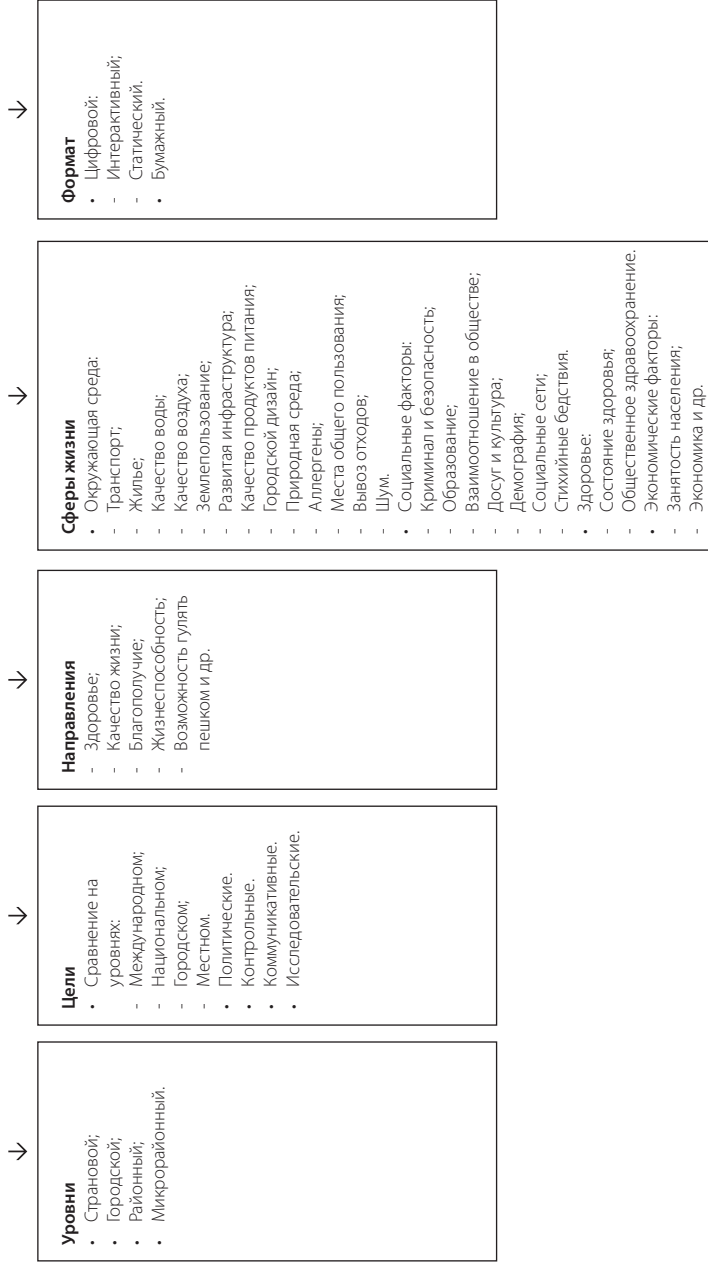 →
Уровни
• Страновой;
• Городской;
• Районный;
• Микрорайонный.
→
Цели
• Сравнение на
уровнях:
- Международном;
- Национальном;
- Городском;
- Местном.
• Политические.
• Контрольные.
• Коммуникативные.
• Исследовательские.
→
Направления
- Здоровье;
- Качество жизни;
- Благополучие;
- Жизнеспособность;
- Возможность гулять
пешком и др.
→
Сферы жизни
• Окружающая среда:
- Транспорт;
- Жилье;
- Качество воды;
- Качество воздуха;
- Землепользование;
- Развитая инфраструктура;
- Качество продуктов питания;
- Городской дизайн;
- Природная среда;
- Аллергены;
- Места общего пользования;
- Вывоз отходов;
- Шум.
• Социальные факторы:
- Криминал и безопасность;
- Образование;
- Взаимоотношение в обществе;
- Досуг и культура;
- Демография;
- Социальные сети;
- Стихийные бедствия.
• Здоровье:
- Состояние здоровья;
- Общественное здравоохранение.
• Экономические факторы:
- Занятость населения;
- Экономика и др.
→
Формат
• Цифровой:
- Интерактивный;
- Статический.
• Бумажный.